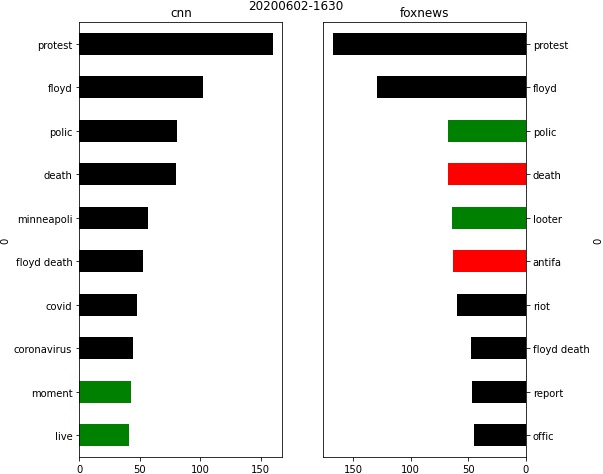 20200602-1630
cnn
foxnews
protest
floyd
polic
death
minneapoli
floyd death
covid
coronavirus
moment
live
0
0 50 100 150
protest
floyd
polic
death
looter
antifa
riot
floyd death
report
offic
0
150 100 50 0